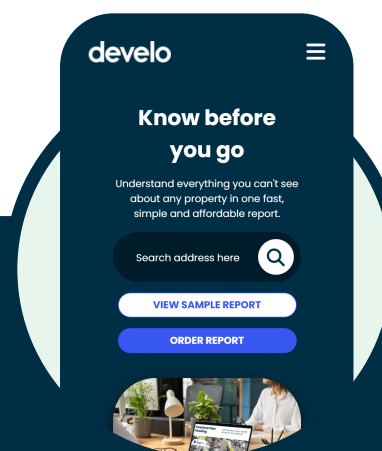 develo
Know before
you go
Understand everything you can't see
about any property in one fast,
simple and affordable report.
Search address here
VIEW SAMPLE REPORT
ORDER REPORT